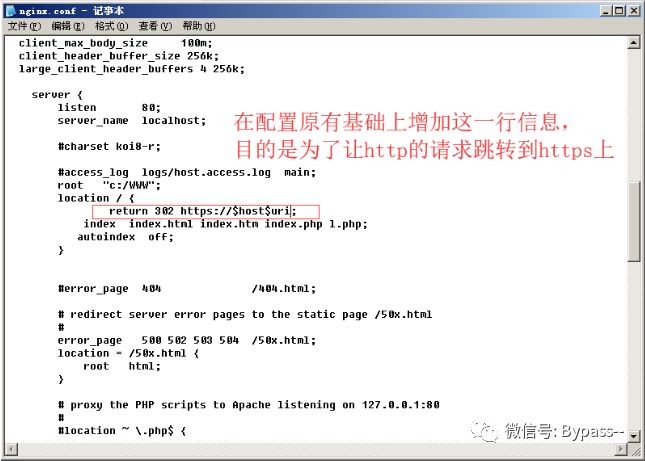 nginx.conf - 记事本
文件(F) 编辑(E) 格式(O) 查看(V) 帮助(H)
client_max_body_size 100m;
client_header_buffer_size 256k;
large_client_header_buffers 4 256k;
server {
listen 80;
server_name localhost;
在配置原有基础上增加这一行信息，
目的是为了让http的请求跳转到https上
#charset koi8-r;
#access_log logs/host.access.log main;
root "c:/WWW";
location / {
return 302 https://$host$uri;
index index.html index.htm index.php l.php;
autoindex off;
}
#error_page 404 /404.html;
# redirect server error pages to the static page /50x.html
#
error_page 500 502 503 504 /50x.html;
location = /50x.html {
root html;
}
# proxy the PHP scripts to Apache listening on 127.0.0.1:80
#
#location ~ \.php$ {
微信号: Bypass--